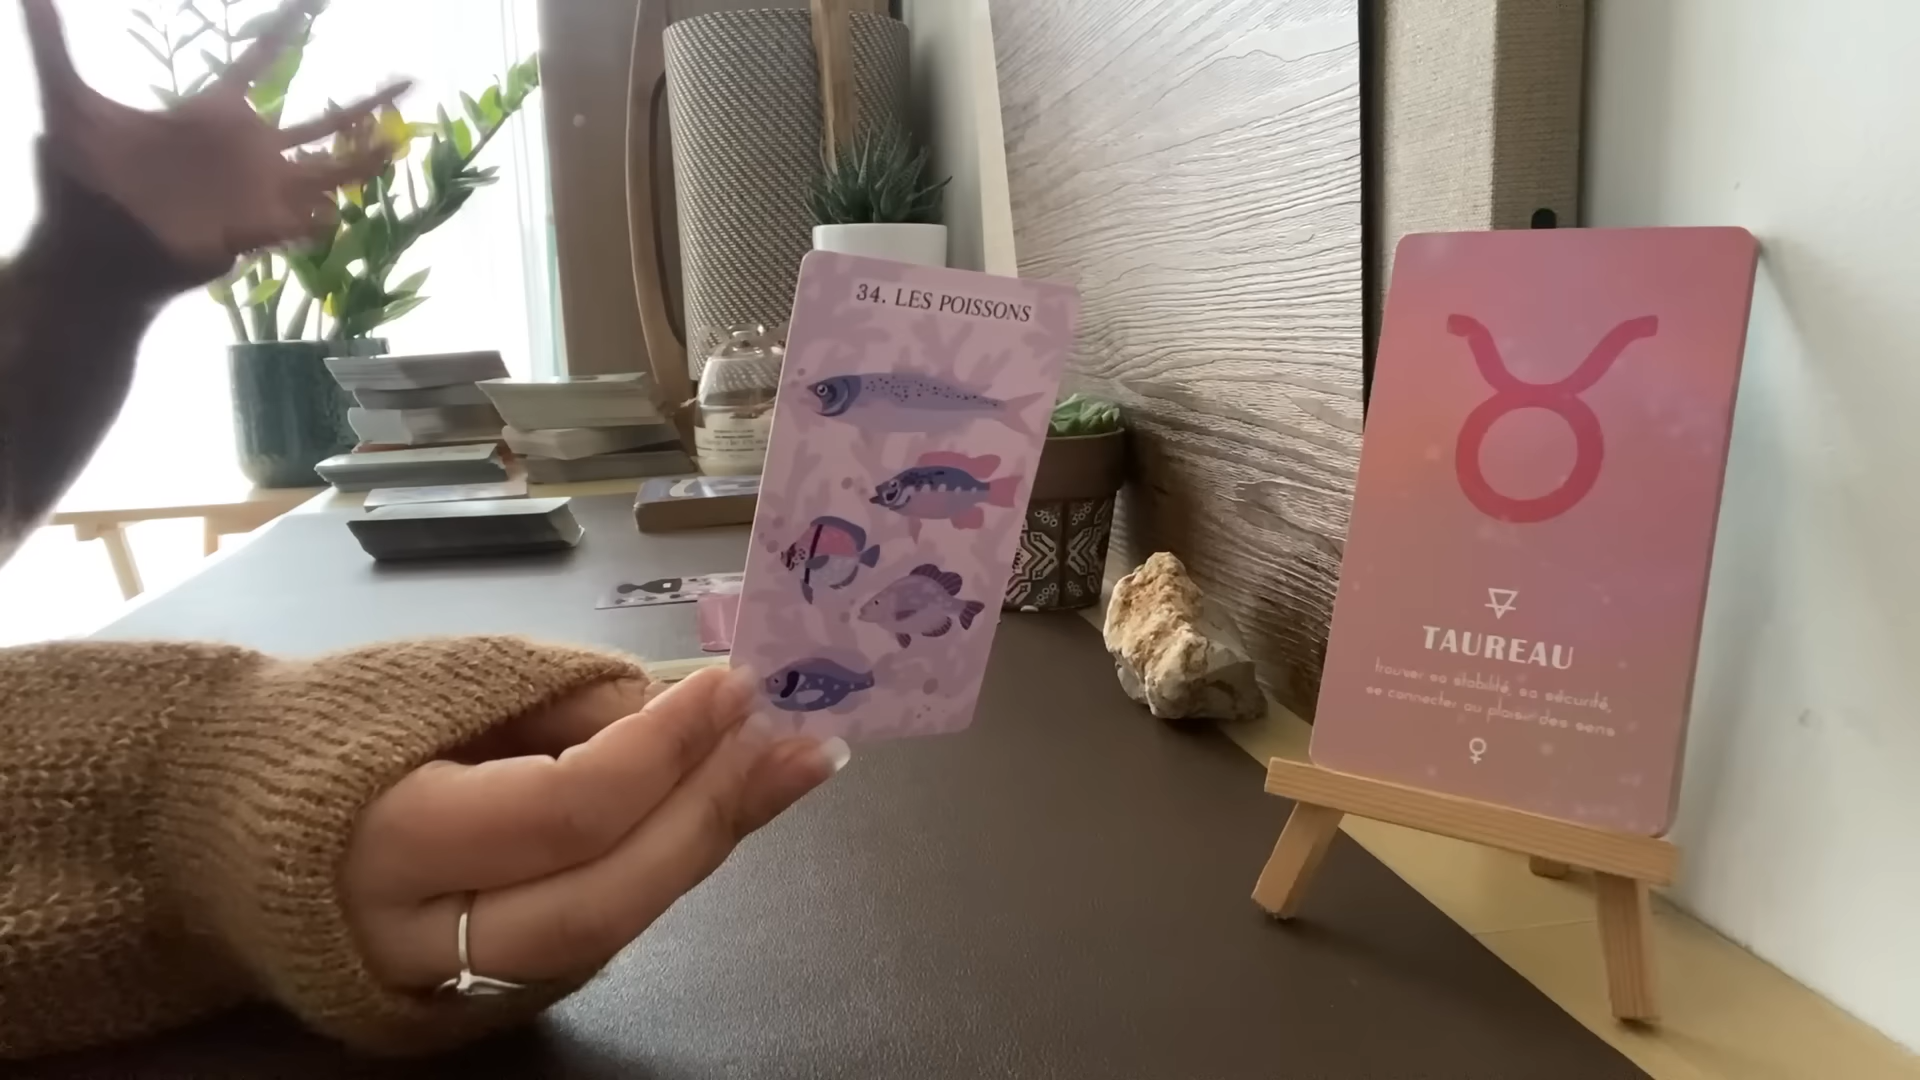 34. LES POISSONS
TAUREAU
trouver sa stabilité, sa sécurité,
se connecter au plaisir des sens